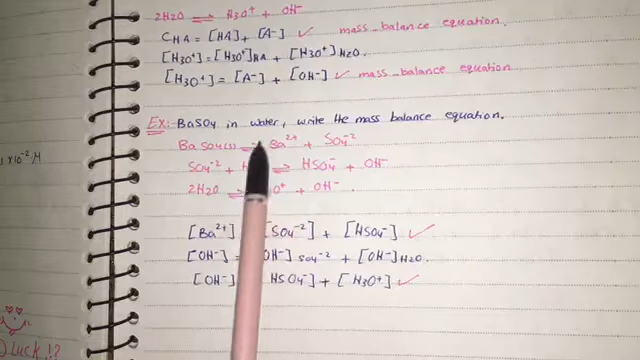 2H2O ⇌ H3O+ + OH-
CHA = [HA] + [A-] ✓ mass-balance equation.
[H3O+] = [H3O+]HA + [H3O+]H2O.
[H3O+] = [A-] + [OH-] ✓ mass-balance equation
1 x 10-2 M
Ex:- BaSO4 in water, write the mass balance equation.
BaSO4(s) ⇌ Ba2+ + SO4-2
SO4-2 + H ⇌ HSO4- + OH-
2H2O ⇌ O+ + OH-.
[Ba2+] [SO4-2] + [HSO4-] ✓
[OH-] = [OH-]SO4-2 + [OH-]H2O.
[OH-] HSO4-] + [H3O+] ✓
Luck !?